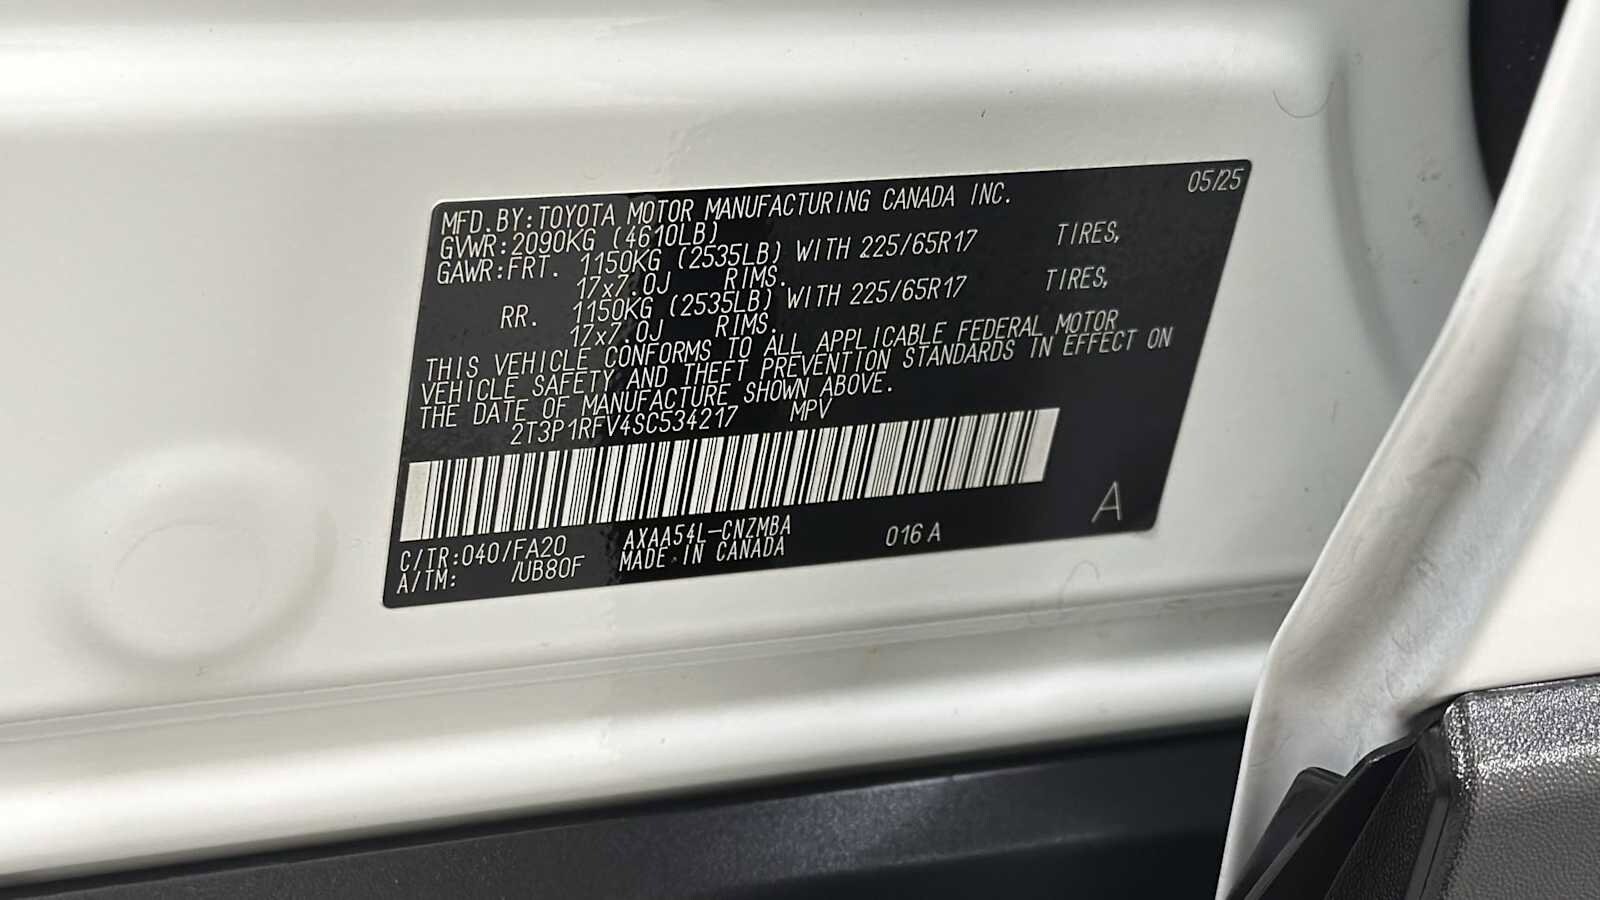 05/25
MFD.BY:TOYOTA MOTOR MANUFACTURING CANADA INC.
GVWR:2090KG (4610LB)
GAWR:FRT. 1150KG (2535LB) WITH 225/65R17 TIRES,
17x7.0J RIMS.
RR. 1150KG (2535LB) WITH 225/65R17 TIRES,
17x7.0J RIMS.
THIS VEHICLE CONFORMS TO ALL APPLICABLE FEDERAL MOTOR
VEHICLE SAFETY AND THEFT PREVENTION STANDARDS IN EFFECT ON
THE DATE OF MANUFACTURE SHOWN ABOVE.
2T3P1RFV4SC534217 MPV
C/TR:040/FA20 AXAA54L-CNZMBA 016 A A
A/TM: /UB80F MADE IN CANADA